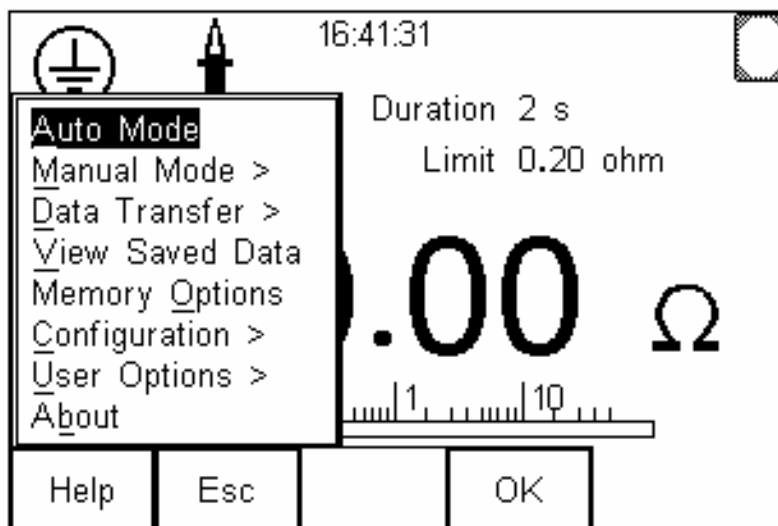 16:41:31
Duration 2 s
Limit 0.20 ohm
Auto Mode
Manual Mode >
Data Transfer >
View Saved Data
Memory Options
Configuration >
User Options >
About
.00 Ω
1 10
Help Esc OK